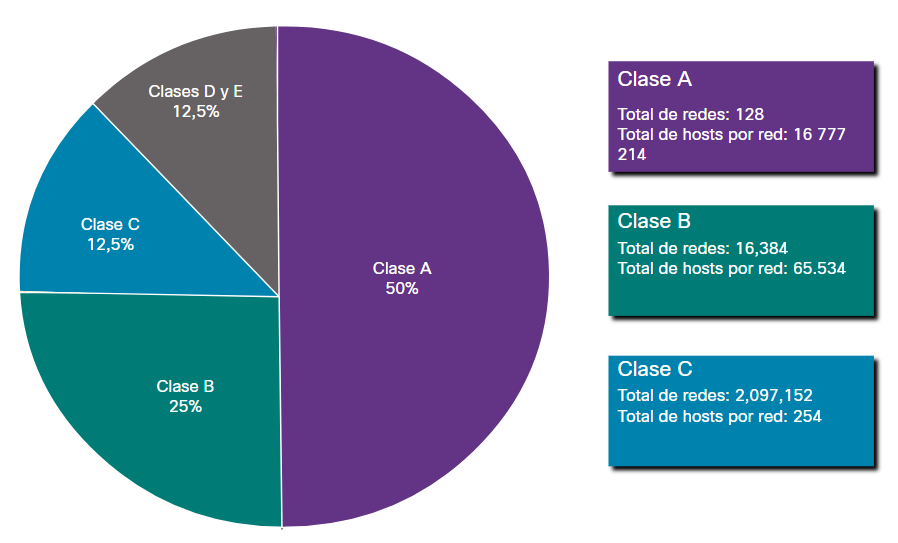 Clases D y E
12,5%
Clase C
12,5%
Clase A
50%
Clase B
25%
Clase A
Total de redes: 128
Total de hosts por red: 16 777
214
Clase B
Total de redes: 16,384
Total de hosts por red: 65.534
Clase C
Total de redes: 2,097,152
Total de hosts por red: 254